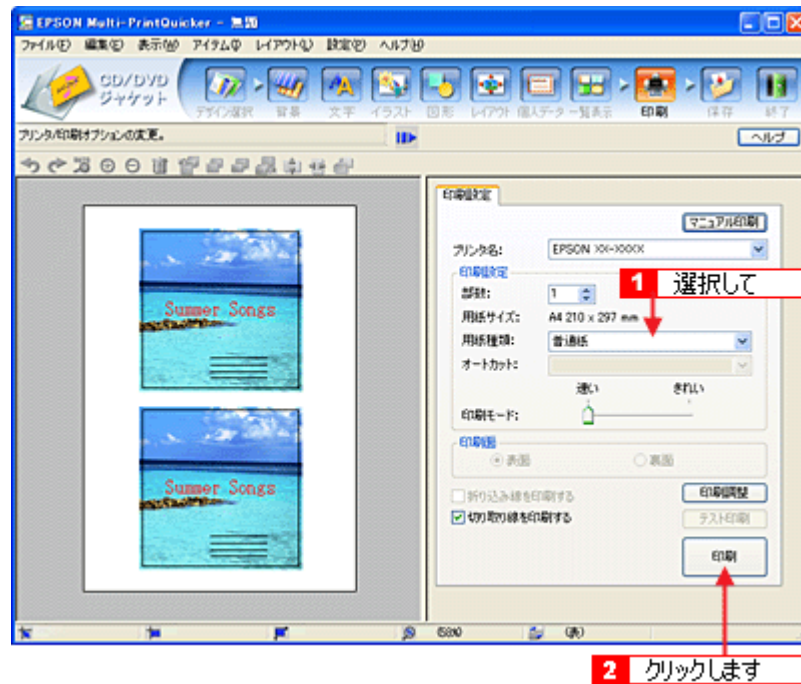 EPSON Multi-PrintQuicker - 無題
ファイル(F) 編集(E) 表示(W) アイテム(I) レイアウト(L) 設定(P) ヘルプ(H)
CD/DVD
ジャケット
デザイン選択 背景 文字 イラスト 図形 レイアウト 個人データ 一覧表示 印刷 保存 終了
プリンタ/印刷オプションの変更。 ヘルプ
印刷設定
マニュアル印刷
プリンタ名: EPSON XX-XXXX
印刷設定
部数: 1
1 選択して
用紙サイズ: A4 210 x 297 mm
用紙種類: 普通紙
オートカット:
速い きれい
印刷モード:
印刷面
表面 裏面
折り込み線を印刷する 印刷調整
切り取り線を印刷する テスト印刷
印刷
Summer Songs
Summer Songs
(表)
2 クリックします